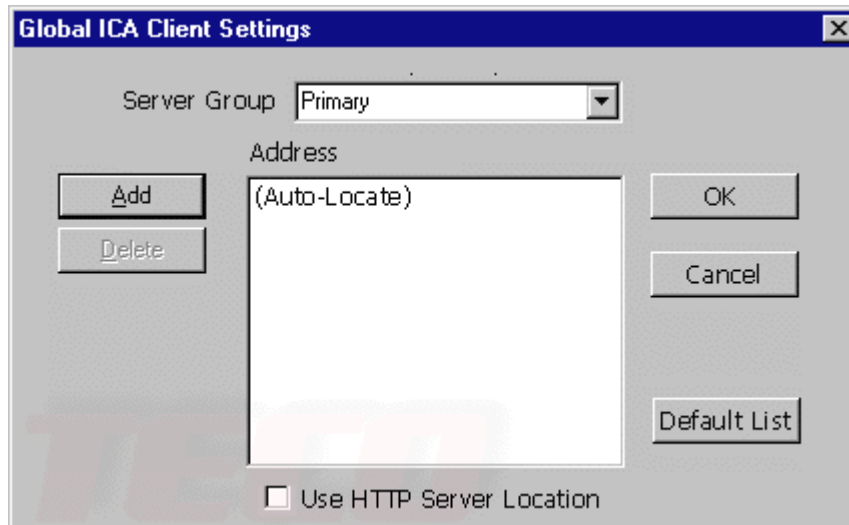 Global ICA Client Settings
Server Group
Primary
Address
Add
(Auto-Locate)
OK
Delete
Cancel
Default List
Use HTTP Server Location
TECO